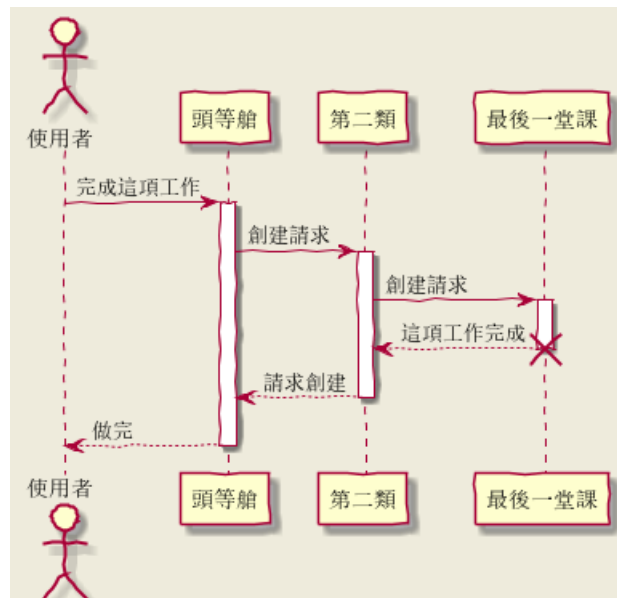 使用者
頭等艙
第二類
最後一堂課
完成這項工作
創建請求
創建請求
這項工作完成
請求創建
做完
使用者
頭等艙
第二類
最後一堂課